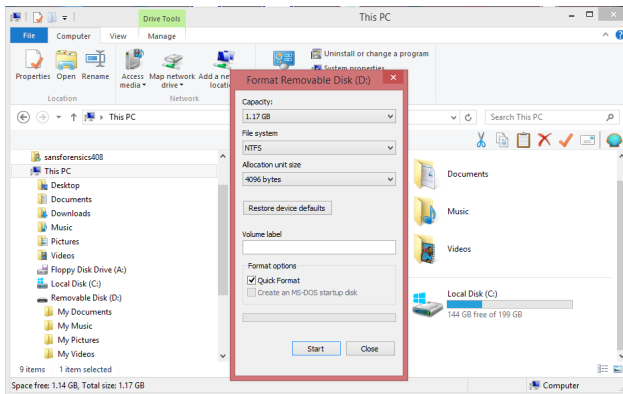 Drive Tools
This PC
File
Computer
View
Manage
Properties
Open
Rename
Access media
Map network drive
Uninstall or change a program
System properties
Location
Network
This PC
Search This PC
sansforensics408
This PC
Desktop
Documents
Downloads
Music
Pictures
Videos
Floppy Disk Drive (A:)
Local Disk (C:)
Removable Disk (D:)
My Documents
My Music
My Pictures
My Videos
Format Removable Disk (D:)
Capacity:
1.17 GB
File system
NTFS
Allocation unit size
4096 bytes
Restore device defaults
Volume label
Format options
Quick Format
Create an MS-DOS startup disk
Start
Close
Documents
Music
Videos
Local Disk (C:)
144 GB free of 199 GB
9 items
1 item selected
Space free: 1.14 GB, Total size: 1.17 GB
Computer